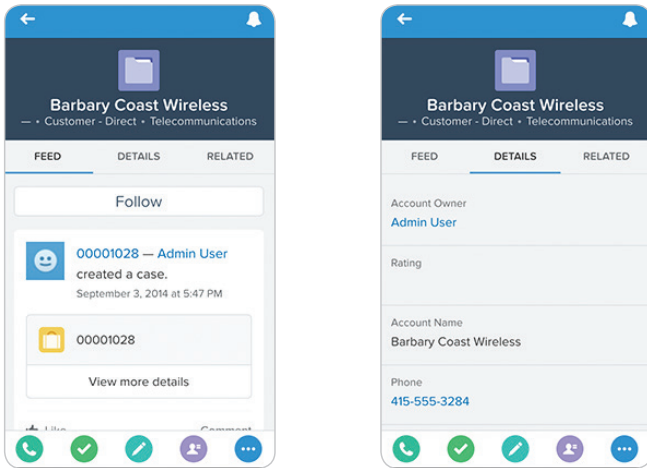 Barbary Coast Wireless
— • Customer - Direct • Telecommunications
FEED DETAILS RELATED
Follow
00001028 — Admin User
created a case.
September 3, 2014 at 5:47 PM
00001028
View more details
Like Comment
Barbary Coast Wireless
— • Customer - Direct • Telecommunications
FEED DETAILS RELATED
Account Owner
Admin User
Rating
Account Name
Barbary Coast Wireless
Phone
415-555-3284